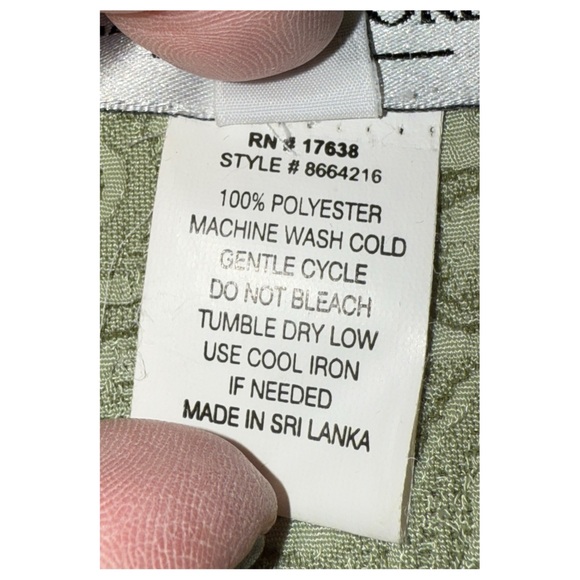 RN # 17638
STYLE # 8664216
100% POLYESTER
MACHINE WASH COLD
GENTLE CYCLE
DO NOT BLEACH
TUMBLE DRY LOW
USE COOL IRON
IF NEEDED
MADE IN SRI LANKA